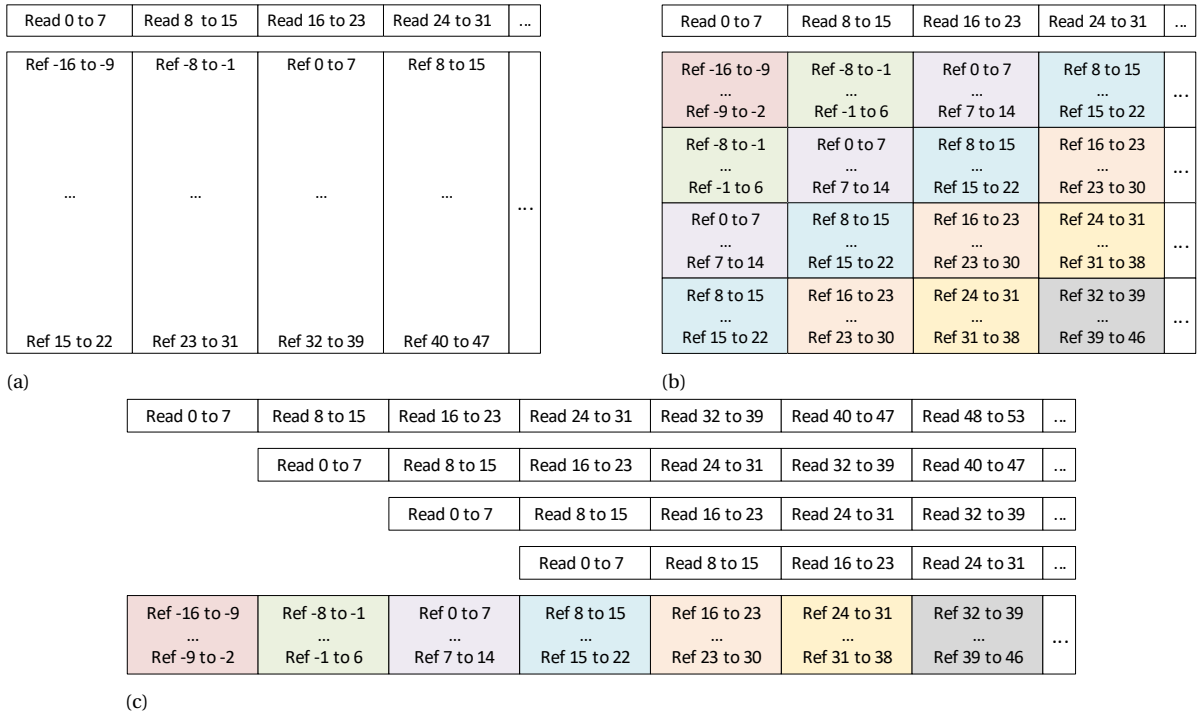 Read 0 to 7 Read 8 to 15 Read 16 to 23 Read 24 to 31 ...
Ref -16 to -9 Ref -8 to -1 Ref 0 to 7 Ref 8 to 15
... ... ... ... ...
Ref 15 to 22 Ref 23 to 31 Ref 32 to 39 Ref 40 to 47
(a)
Read 0 to 7 Read 8 to 15 Read 16 to 23 Read 24 to 31 ...
Ref -16 to -9 Ref -8 to -1 Ref 0 to 7 Ref 8 to 15
... ... ... ... ...
Ref -9 to -2 Ref -1 to 6 Ref 7 to 14 Ref 15 to 22
Ref -8 to -1 Ref 0 to 7 Ref 8 to 15 Ref 16 to 23
... ... ... ... ...
Ref -1 to 6 Ref 7 to 14 Ref 15 to 22 Ref 23 to 30
Ref 0 to 7 Ref 8 to 15 Ref 16 to 23 Ref 24 to 31
... ... ... ... ...
Ref 7 to 14 Ref 15 to 22 Ref 23 to 30 Ref 31 to 38
Ref 8 to 15 Ref 16 to 23 Ref 24 to 31 Ref 32 to 39
... ... ... ... ...
Ref 15 to 22 Ref 23 to 30 Ref 31 to 38 Ref 39 to 46
(b)
Read 0 to 7 Read 8 to 15 Read 16 to 23 Read 24 to 31 Read 32 to 39 Read 40 to 47 Read 48 to 53 ...
Read 0 to 7 Read 8 to 15 Read 16 to 23 Read 24 to 31 Read 32 to 39 Read 40 to 47 ...
Read 0 to 7 Read 8 to 15 Read 16 to 23 Read 24 to 31 Read 32 to 39 ...
Read 0 to 7 Read 8 to 15 Read 16 to 23 Read 24 to 31 ...
Ref -16 to -9 Ref -8 to -1 Ref 0 to 7 Ref 8 to 15 Ref 16 to 23 Ref 24 to 31 Ref 32 to 39
... ... ... ... ... ... ... ...
Ref -9 to -2 Ref -1 to 6 Ref 7 to 14 Ref 15 to 22 Ref 23 to 30 Ref 31 to 38 Ref 39 to 46
(c)